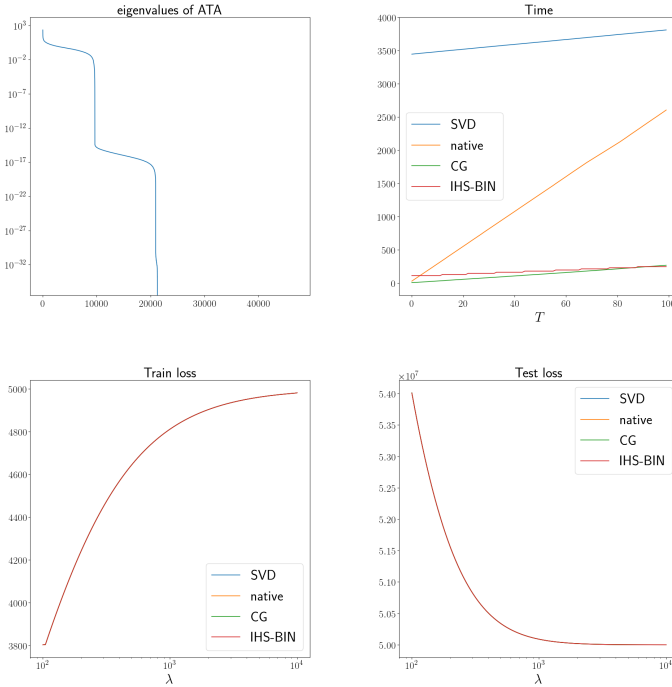 eigenvalues of ATA
10^3
10^-2
10^-7
10^-12
10^-17
10^-22
10^-27
10^-32
0 10000 20000 30000 40000
Time
4000
3500
3000
2500
2000
1500
1000
500
0
SVD
native
CG
IHS-BIN
0 20 40 60 80 100
T
Train loss
5000
4800
4600
4400
4200
4000
3800
SVD
native
CG
IHS-BIN
10^2 10^3 10^4
λ
Test loss
×10^7
5.40
5.35
5.30
5.25
5.20
5.15
5.10
5.05
5.00
SVD
native
CG
IHS-BIN
10^2 10^3 10^4
λ